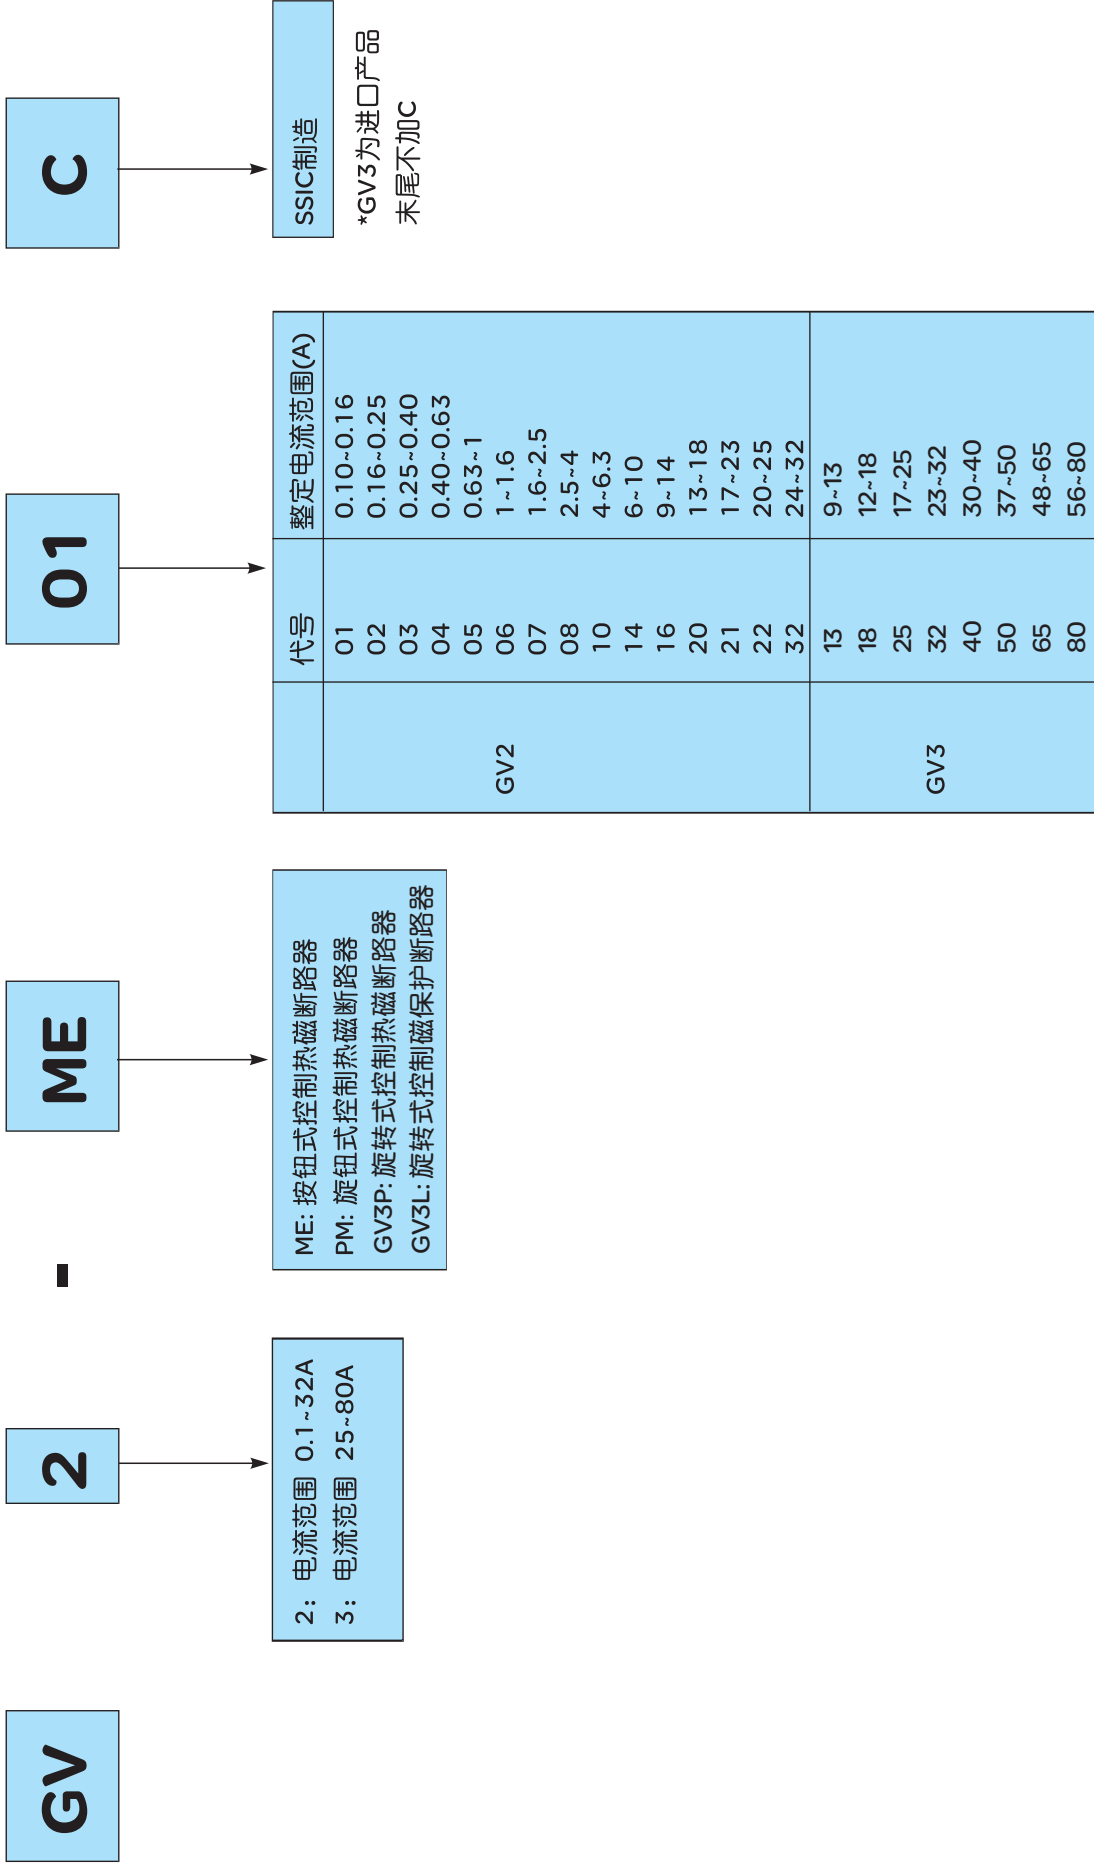 GV 2 - ME 01 C
2: 电流范围 0.1~32A
3: 电流范围 25~80A
ME: 按钮式控制热磁断路器
PM: 旋钮式控制热磁断路器
GV3P: 旋转式控制热磁断路器
GV3L: 旋转式控制磁保护断路器
代号 整定电流范围(A)
GV2
01 0.10~0.16
02 0.16~0.25
03 0.25~0.40
04 0.40~0.63
05 0.63~1
06 1~1.6
07 1.6~2.5
08 2.5~4
10 4~6.3
14 6~10
16 9~14
20 13~18
21 17~23
22 20~25
32 24~32
GV3
13 9~13
18 12~18
25 17~25
32 23~32
40 30~40
50 37~50
65 48~65
80 56~80
SSIC制造
*GV3为进口产品
末尾不加C